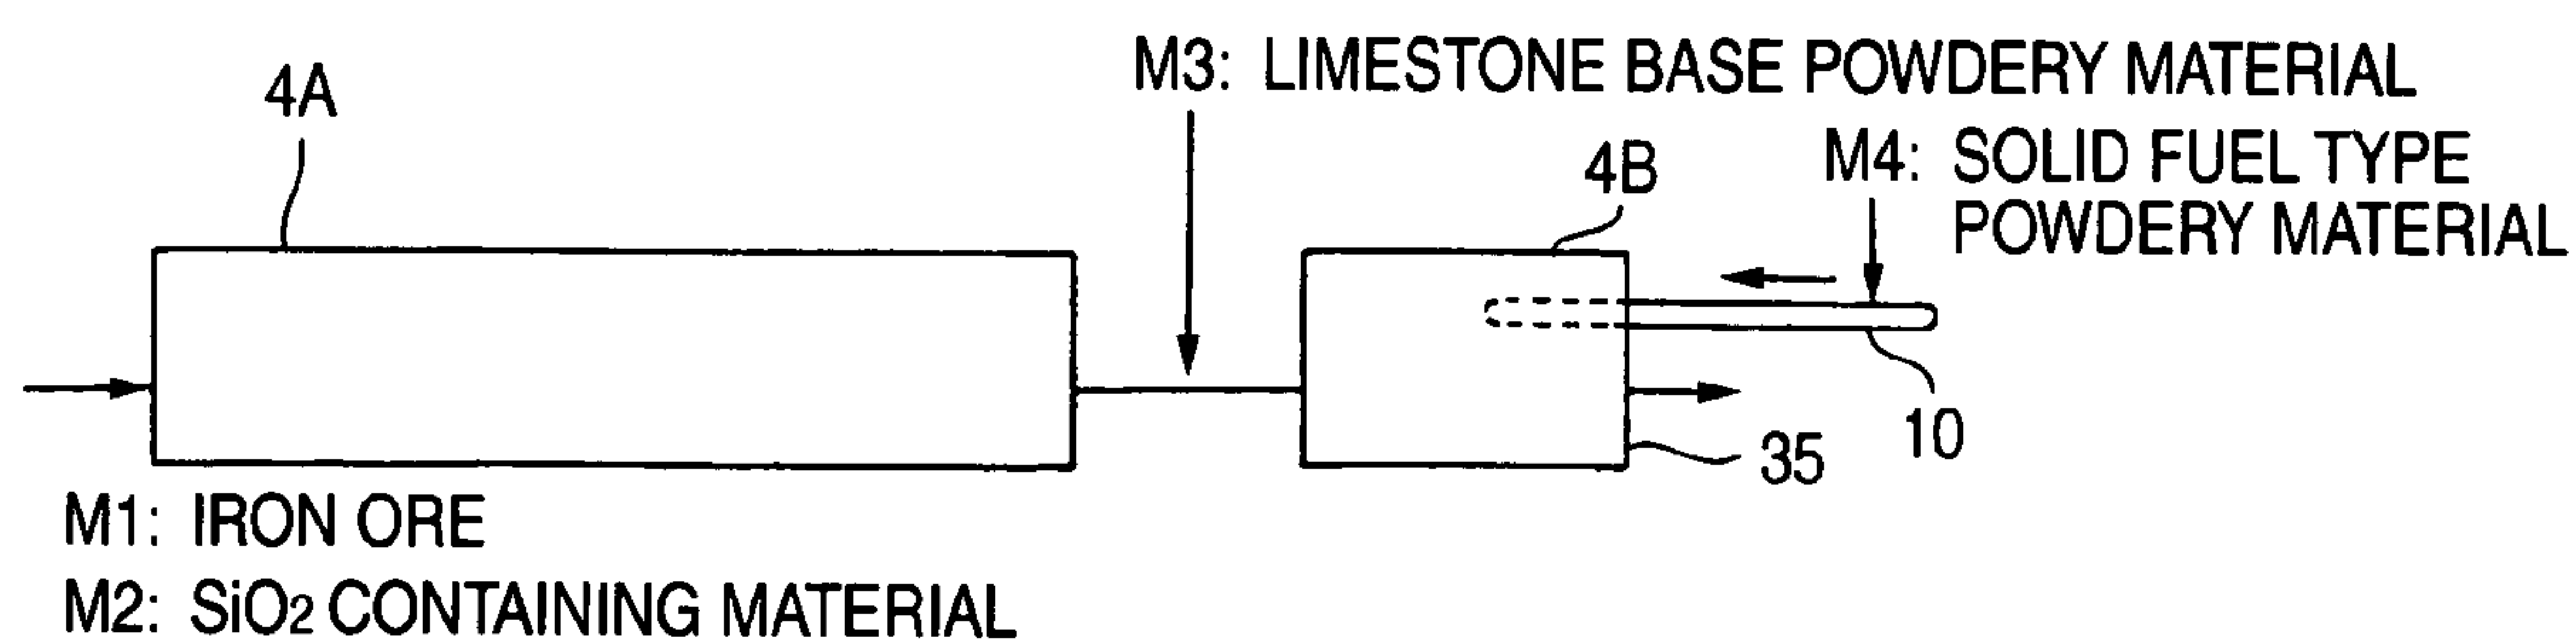 4A
M3: LIMESTONE BASE POWDERY MATERIAL
4B
M4: SOLID FUEL TYPE
POWDERY MATERIAL
10
35
M1: IRON ORE
M2: SiO2 CONTAINING MATERIAL